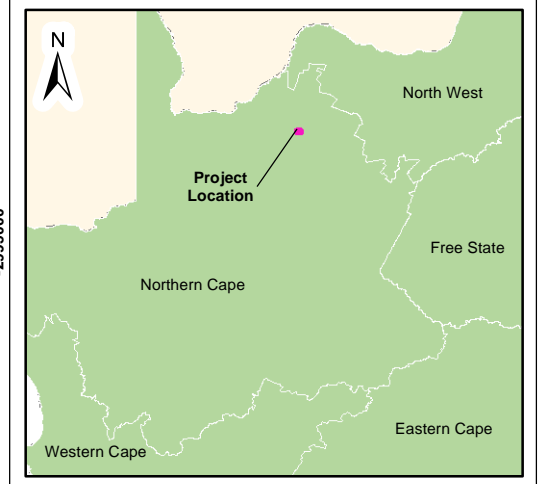 N
North West
Project
Location
Free State
Northern Cape
Eastern Cape
Western Cape